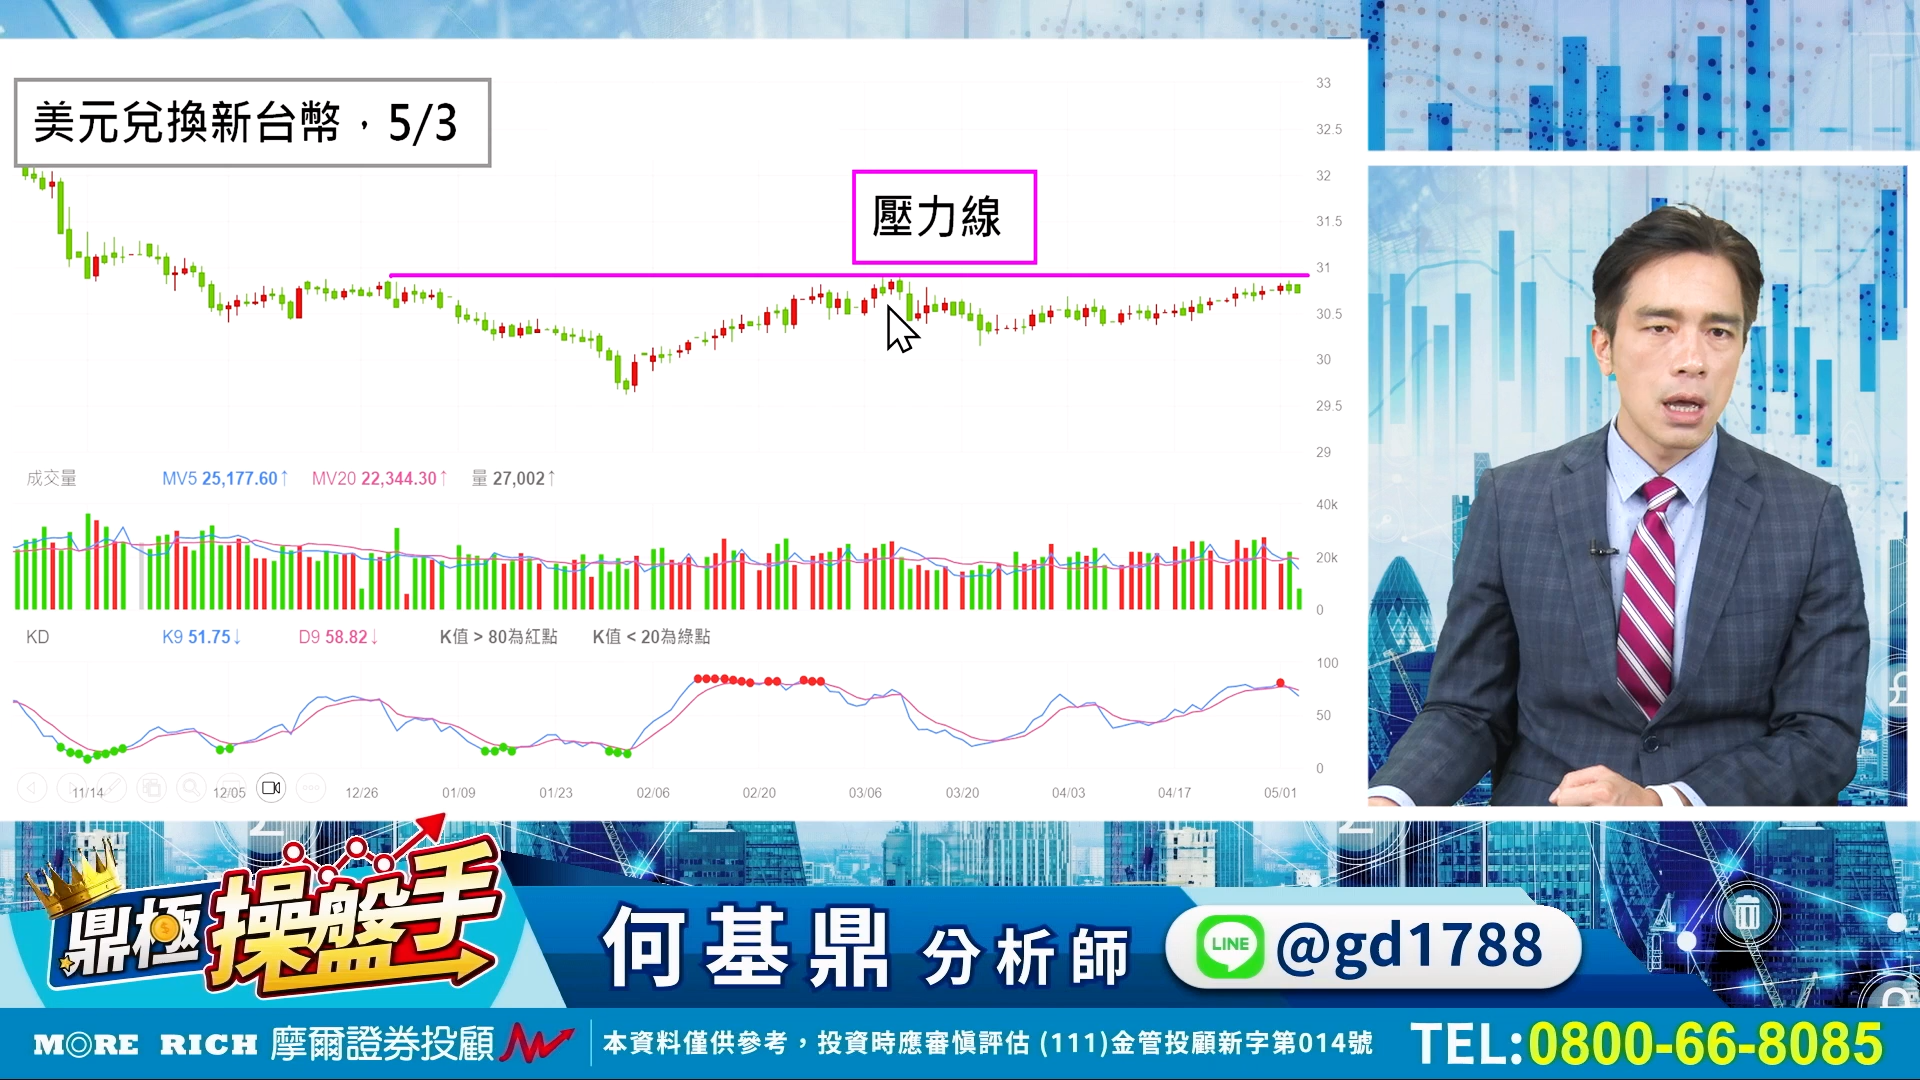 美元兌換新台幣，5/3
壓力線
33
32.5
32
31.5
31
30.5
30
29.5
29
成交量 MV5 25,177.60↑ MV20 22,344.30↑ 量 27,002↑
40k
20k
0
KD K9 51.75↓ D9 58.82↓ K值 > 80為紅點 K值 < 20為綠點
100
50
0
11/14 12/05 12/26 01/09 01/23 02/06 02/20 03/06 03/20 04/03 04/17 05/01
鼎極操盤手
何基鼎 分析師
LINE @gd1788
MORE RICH 摩爾證券投顧
本資料僅供參考，投資時應審慎評估 (111)金管投顧新字第014號
TEL:0800-66-8085